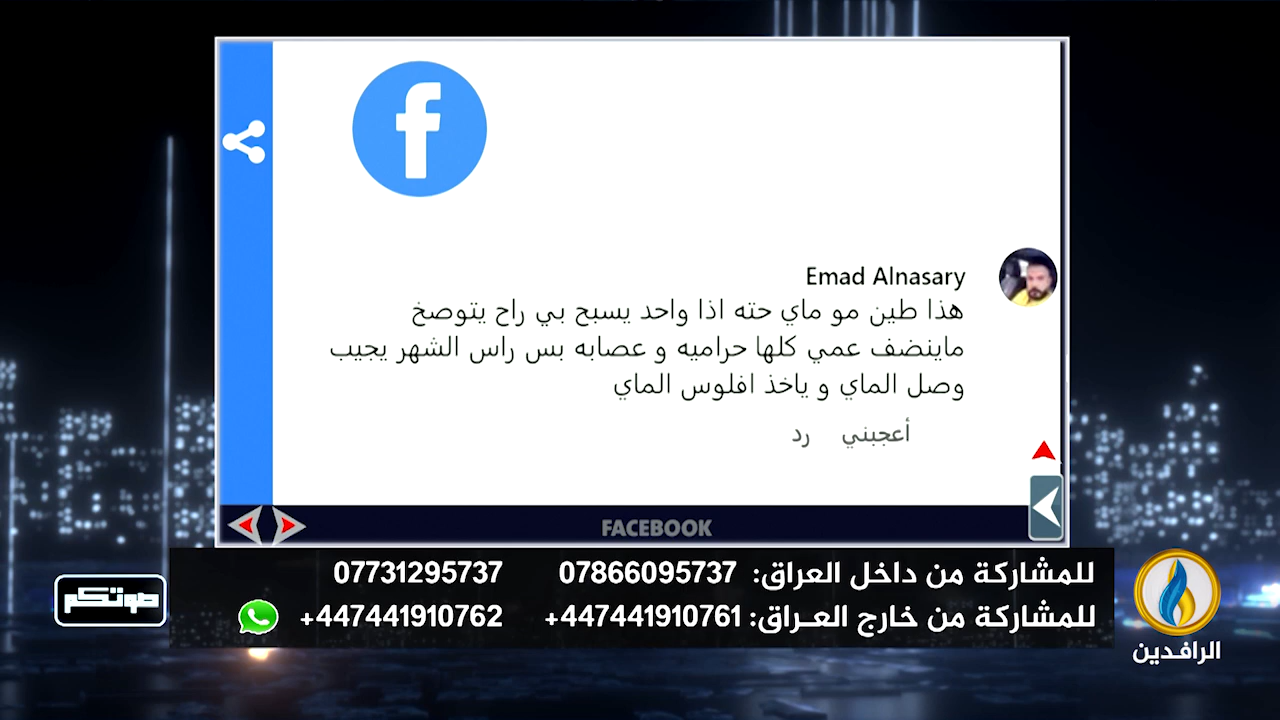 Emad Alnasary
هذا طين مو ماي حته اذا واحد يسبح بي راح يتوصخ
ماينضف عمي كلها حراميه و عصابه بس راس الشهر يجيب
وصل الماي و ياخذ افلوس الماي
أعجبني رد
FACEBOOK
للمشاركة من داخل العراق: 07866095737 07731295737
للمشاركة من خارج العـراق: 447441910761+ 447441910762+
صوتكم
الرافدين